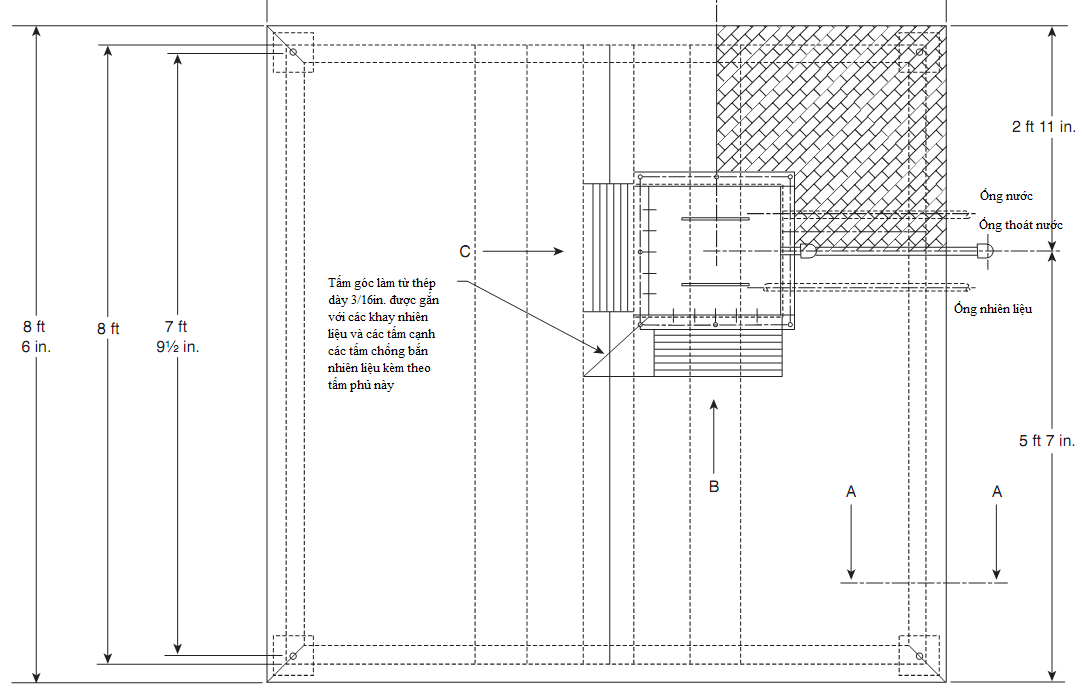 2 ft 11 in.
Ống nước
Ống thoát nước
C
Tấm góc làm từ thép
dày 3/16in. được gắn
với các khay nhiên
liệu và các tấm cạnh
các tấm chống bắn
nhiên liệu kèm theo
tấm phủ này
Ống nhiên liệu
8 ft
6 in.
8 ft
7 ft
9½ in.
5 ft 7 in.
B
A
A